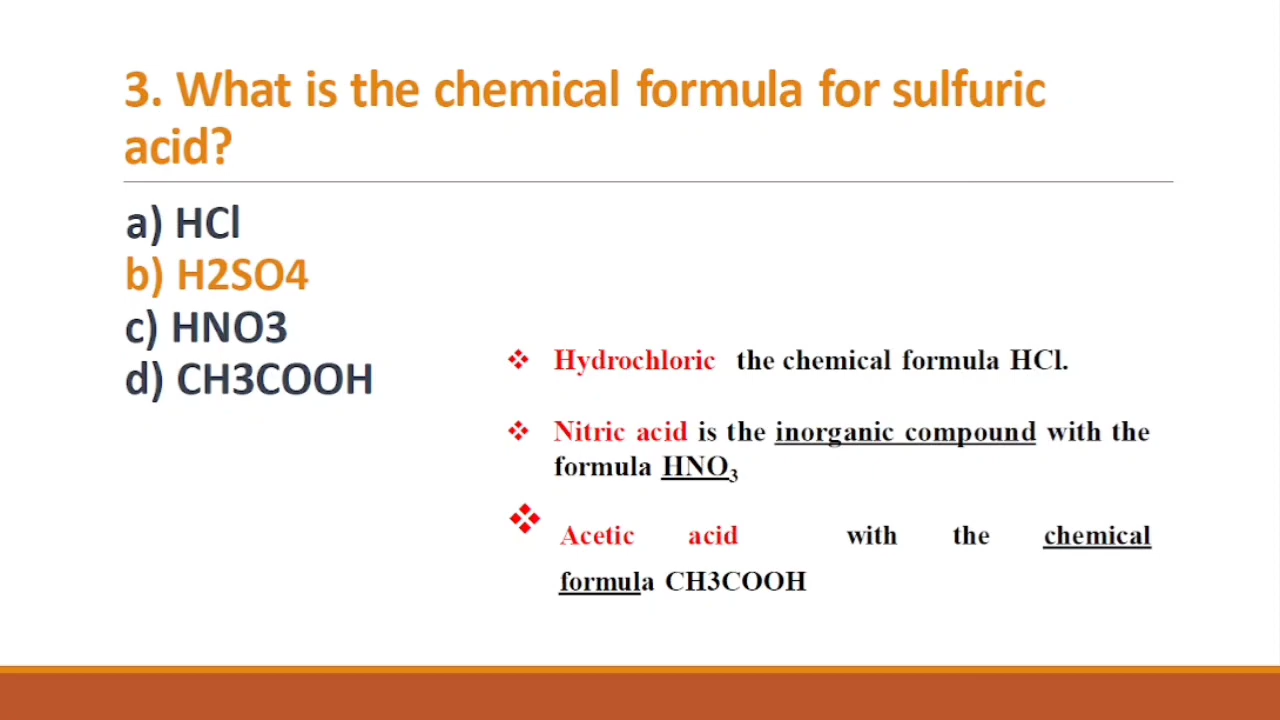 3. What is the chemical formula for sulfuric
acid?
a) HCl
b) H2SO4
c) HNO3
d) CH3COOH
❖ Hydrochloric the chemical formula HCl.
❖ Nitric acid is the inorganic compound with the
formula HNO₃
❖ Acetic acid with the chemical
formula CH3COOH